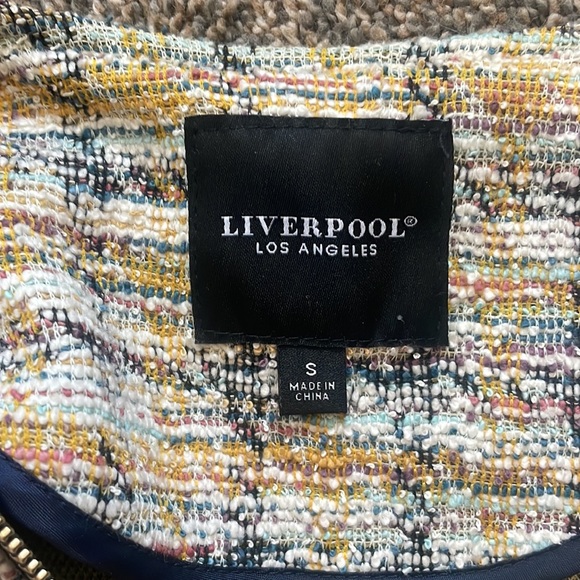 LIVERPOOL®
LOS ANGELES
S
MADE IN
CHINA